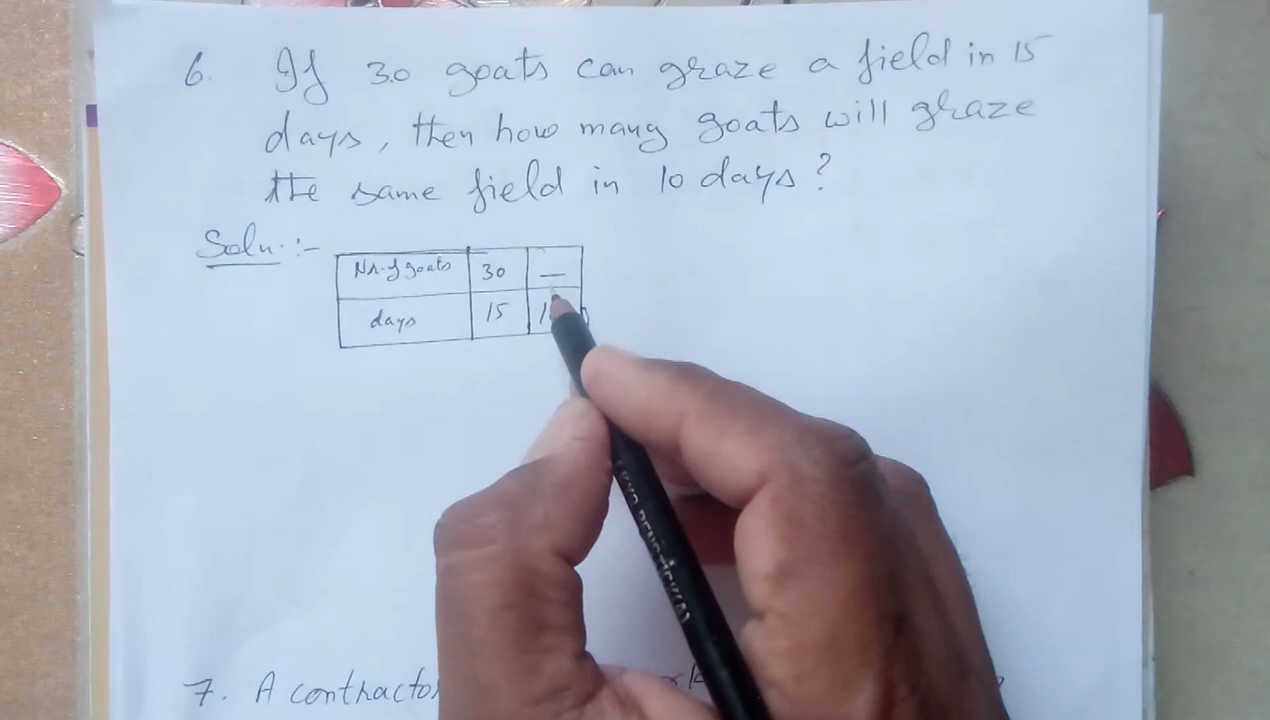 6. If 30 goats can graze a field in 15
days, then how many goats will graze
the same field in 10 days?
Soln. :-
No. of goats 30 —
days 15
7. A contractor